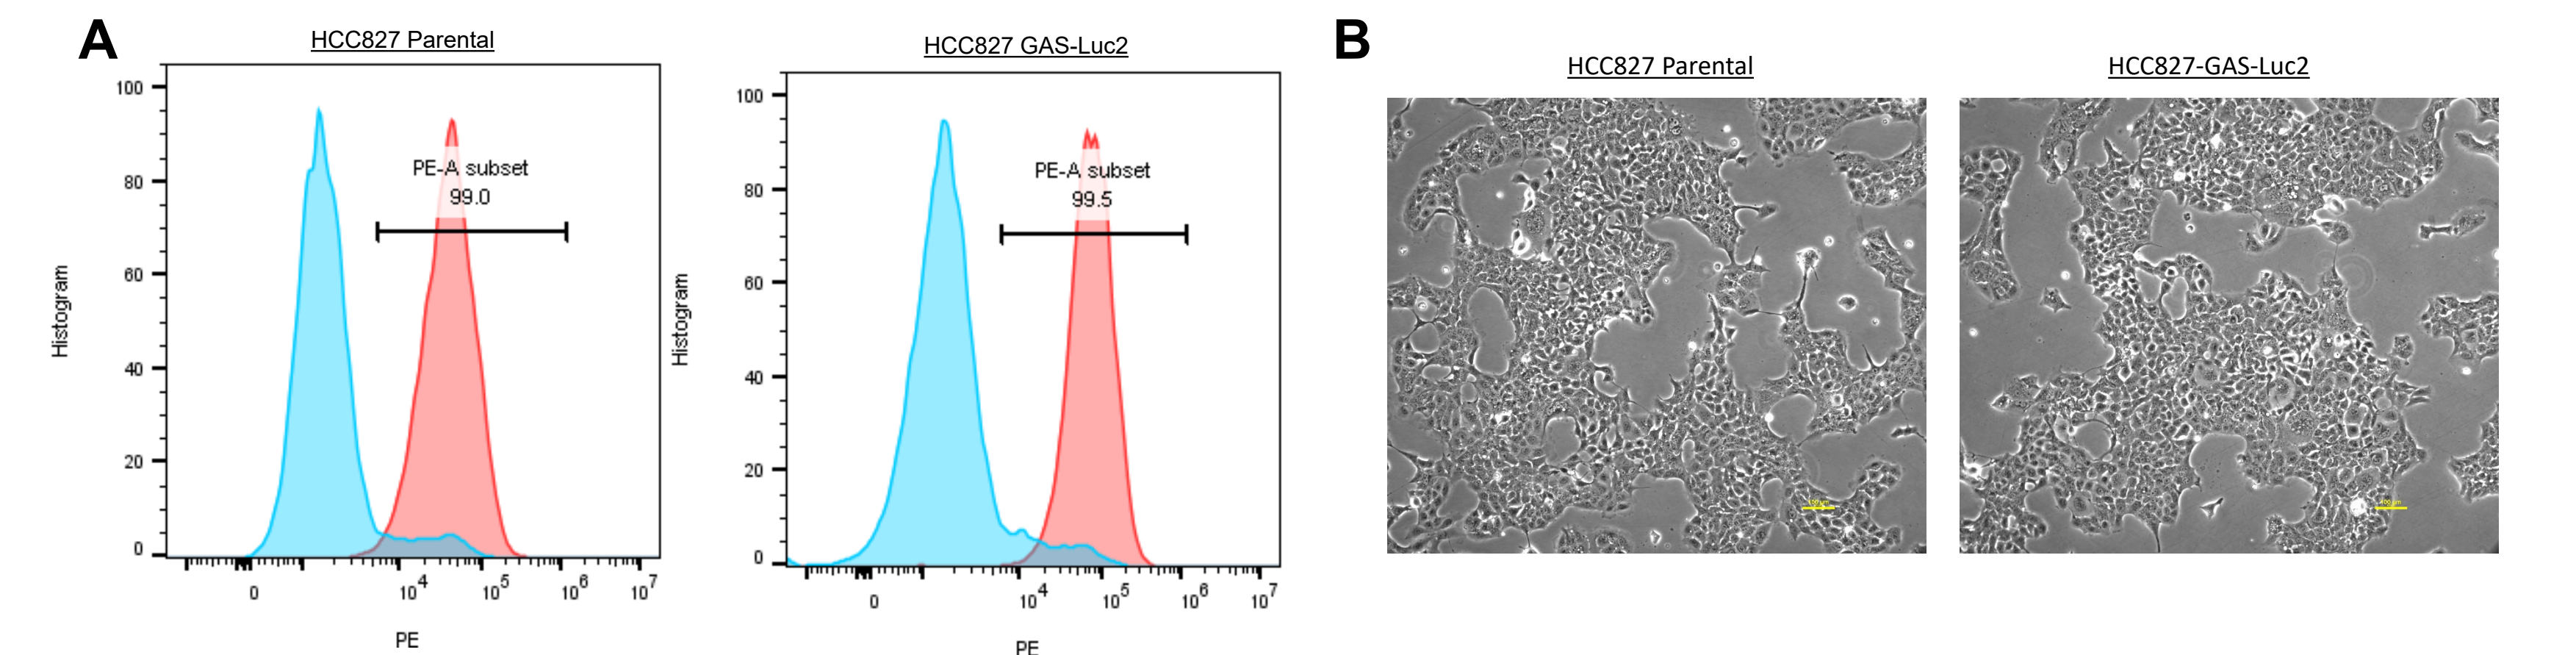 A
HCC827 Parental
Histogram
100
80
60
40
20
0
PE-A subset
99.0
0
10^4
10^5
10^6
10^7
PE
HCC827 GAS-Luc2
Histogram
100
80
60
40
20
0
PE-A subset
99.5
0
10^4
10^5
10^6
10^7
PE
B
HCC827 Parental
HCC827-GAS-Luc2